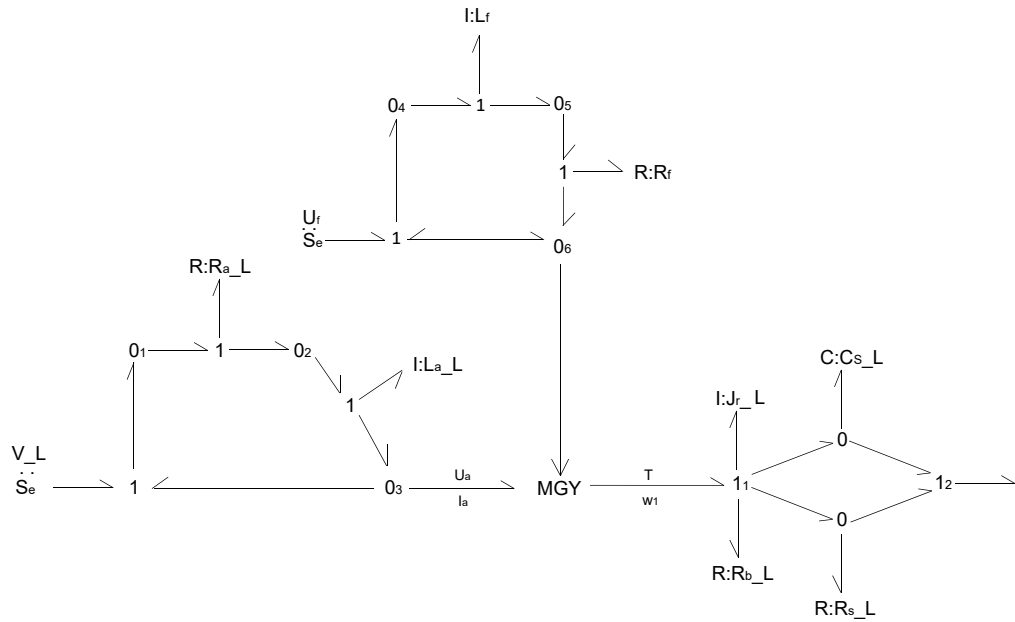 I:Lf
04 1 05
1 R:Rf
Uf
Se 1 06
R:Ra_L
01 1 02
I:La_L
1
C:CS_L
I:Jr_L
0
V_L
Se 1 03 Ua Ia MGY T w1 11 12
0
R:Rb_L
R:Rs_L